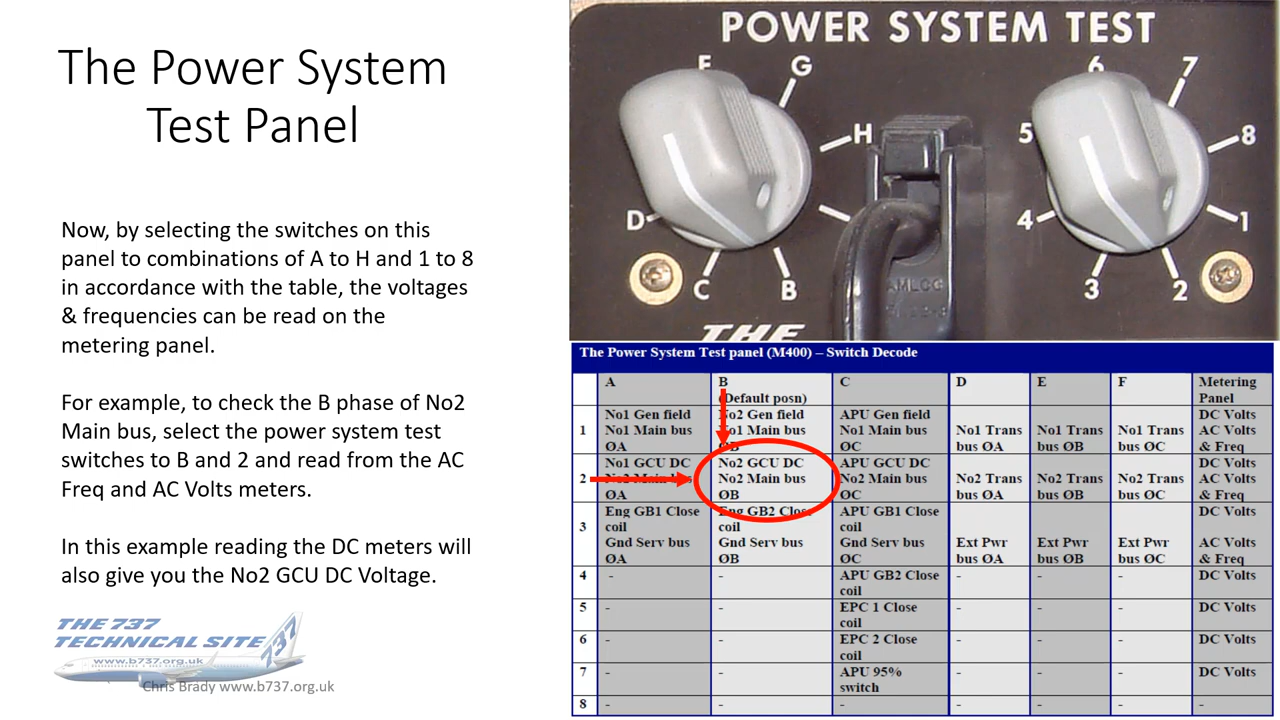 The Power System
Test Panel
Now, by selecting the switches on this
panel to combinations of A to H and 1 to 8
in accordance with the table, the voltages
& frequencies can be read on the
metering panel.
For example, to check the B phase of No2
Main bus, select the power system test
switches to B and 2 and read from the AC
Freq and AC Volts meters.
In this example reading the DC meters will
also give you the No2 GCU DC Voltage.
THE 737
TECHNICAL SITE
737
www.b737.org.uk
Chris Brady www.b737.org.uk
POWER SYSTEM TEST
G
H
D
C
B
6
7
5
8
4
1
3
2
THE
The Power System Test panel (M400) – Switch Decode
A B C D E F Metering
(Default posn) Panel
No1 Gen field No2 Gen field APU Gen field DC Volts
1 No1 Main bus No1 Main bus No1 Main bus No1 Trans No1 Trans No1 Trans AC Volts
ØA ØB ØC bus ØA bus ØB bus ØC & Freq
No1 GCU DC No2 GCU DC APU GCU DC DC Volts
2 No2 Main bus No2 Main bus No2 Main bus No2 Trans No2 Trans No2 Trans AC Volts
ØA ØB ØC bus ØA bus ØB bus ØC & Freq
Eng GB1 Close Eng GB2 Close APU GB1 Close DC Volts
3 coil coil coil
Gnd Serv bus Gnd Serv bus Gnd Serv bus Ext Pwr Ext Pwr Ext Pwr AC Volts
ØA ØB ØC bus ØA bus ØB bus ØC & Freq
4 - - APU GB2 Close - - - DC Volts
coil
5 - - EPC 1 Close - - - DC Volts
coil
6 - - EPC 2 Close - - - DC Volts
coil
7 - - APU 95% - - - DC Volts
switch
8 - - - - - - -